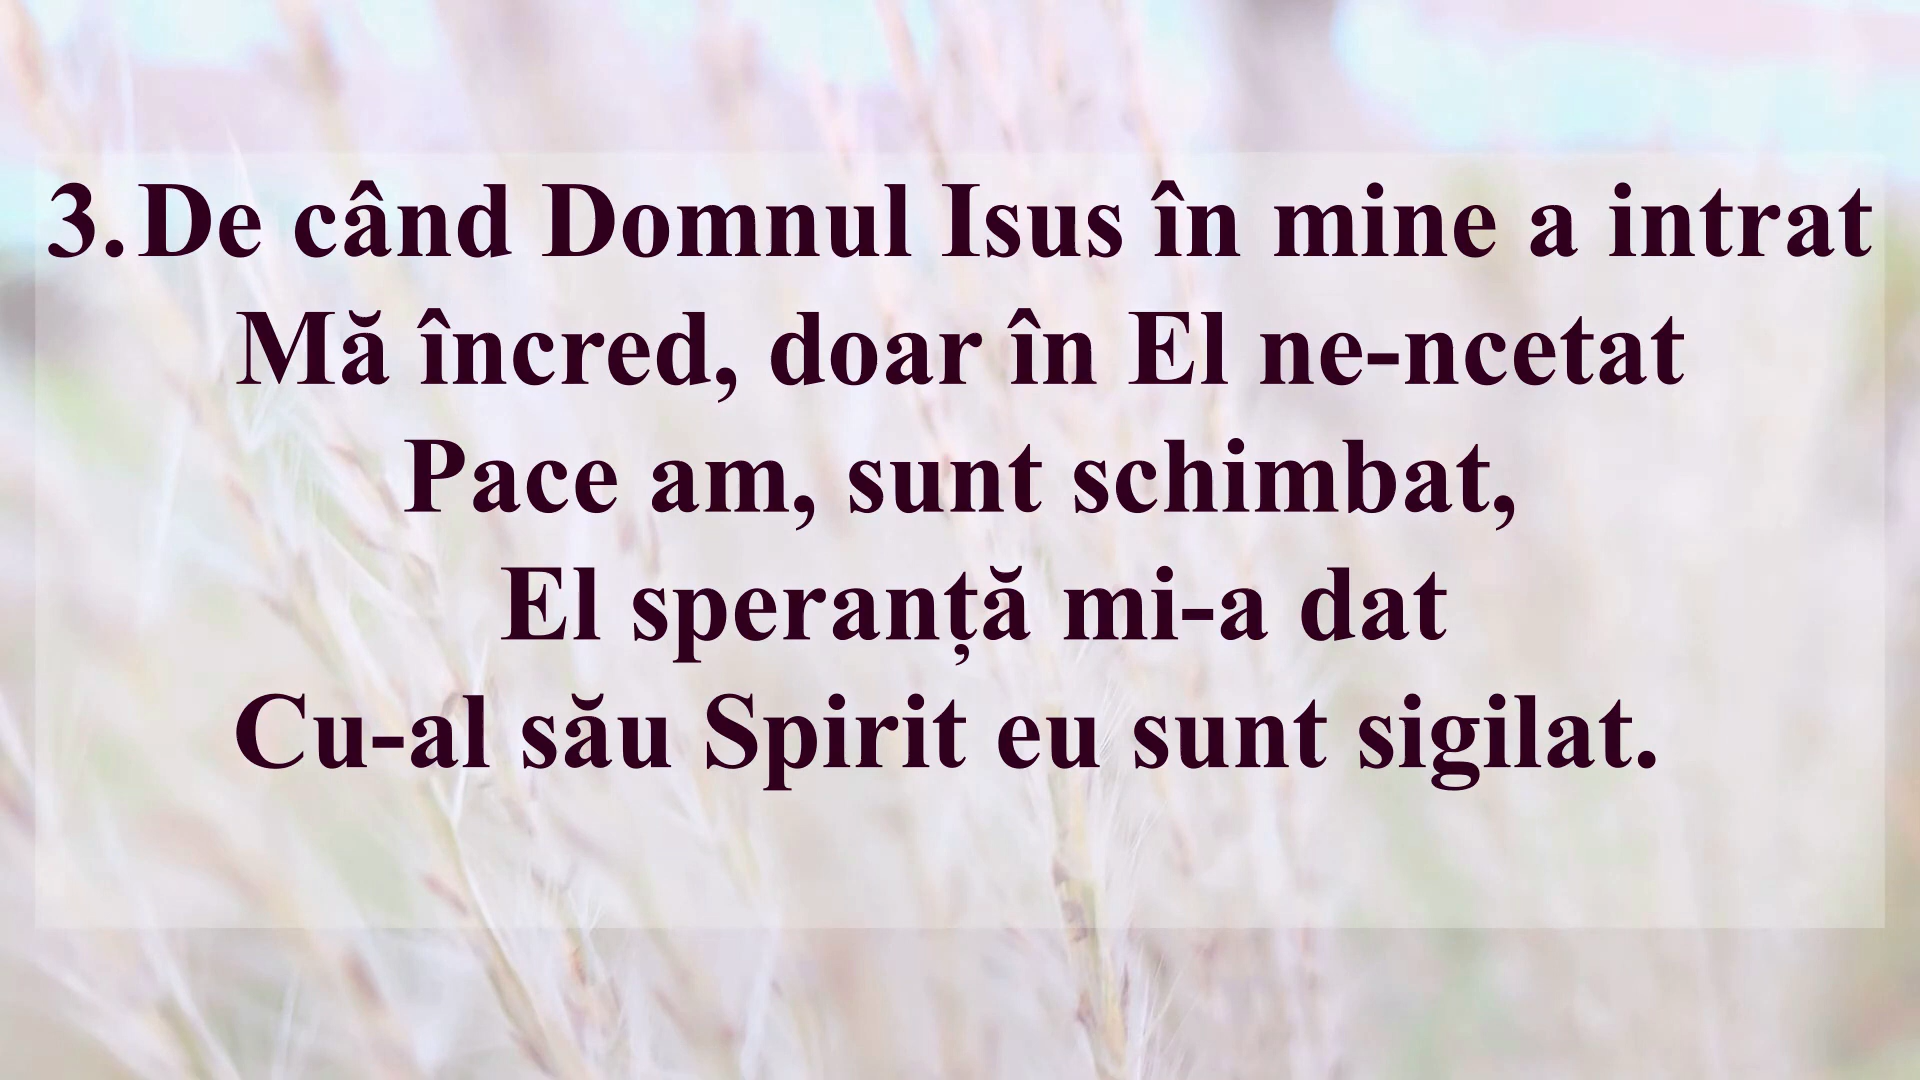 3. De când Domnul Isus în mine a intrat
Mă încred, doar în El ne-ncetat
Pace am, sunt schimbat,
El speranță mi-a dat
Cu-al său Spirit eu sunt sigilat.